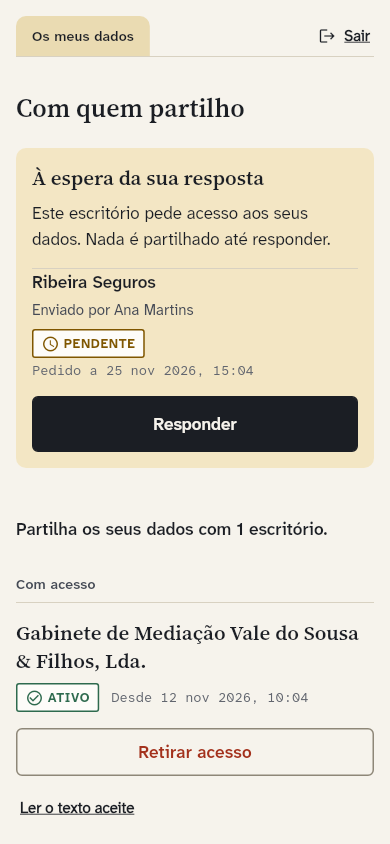 Os meus dados
Sair
Com quem partilho
À espera da sua resposta
Este escritório pede acesso aos seus
dados. Nada é partilhado até responder.
Ribeira Seguros
Enviado por Ana Martins
PENDENTE
Pedido a 25 nov 2026, 15:04
Responder
Partilha os seus dados com 1 escritório.
Com acesso
Gabinete de Mediação Vale do Sousa
& Filhos, Lda.
ATIVO
Desde 12 nov 2026, 10:04
Retirar acesso
Ler o texto aceite